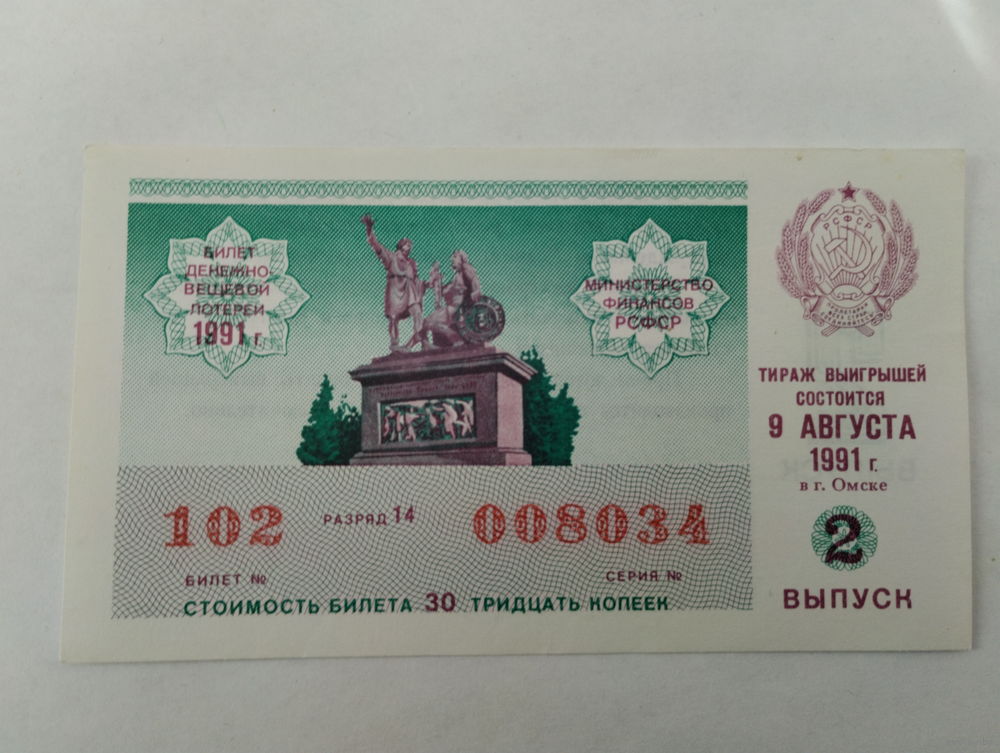 БИЛЕТ
ДЕНЕЖНО-
ВЕЩЕВОЙ
ЛОТЕРЕИ
1991 г.
МИНИСТЕРСТВО
ФИНАНСОВ
РСФСР
РСФСР
ТИРАЖ ВЫИГРЫШЕЙ
СОСТОИТСЯ
9 АВГУСТА
1991 г.
в г. Омске
2
ВЫПУСК
102 РАЗРЯД 14 008034
БИЛЕТ № СЕРИЯ №
СТОИМОСТЬ БИЛЕТА 30 ТРИДЦАТЬ КОПЕЕК